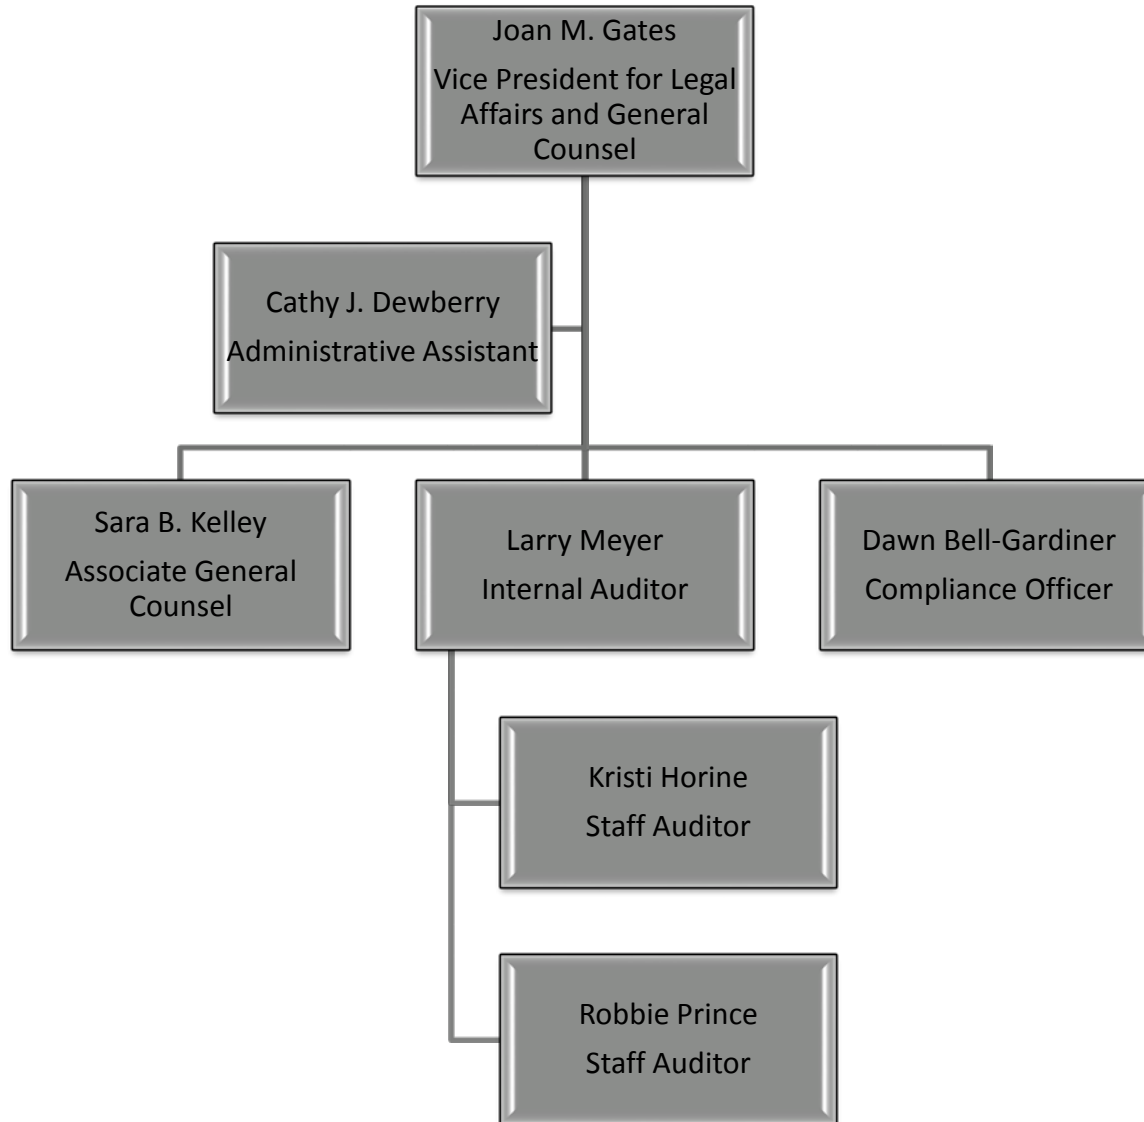 Joan M. Gates
Vice President for Legal
Affairs and General
Counsel
Cathy J. Dewberry
Administrative Assistant
Sara B. Kelley
Associate General
Counsel
Larry Meyer
Internal Auditor
Dawn Bell-Gardiner
Compliance Officer
Kristi Horine
Staff Auditor
Robbie Prince
Staff Auditor